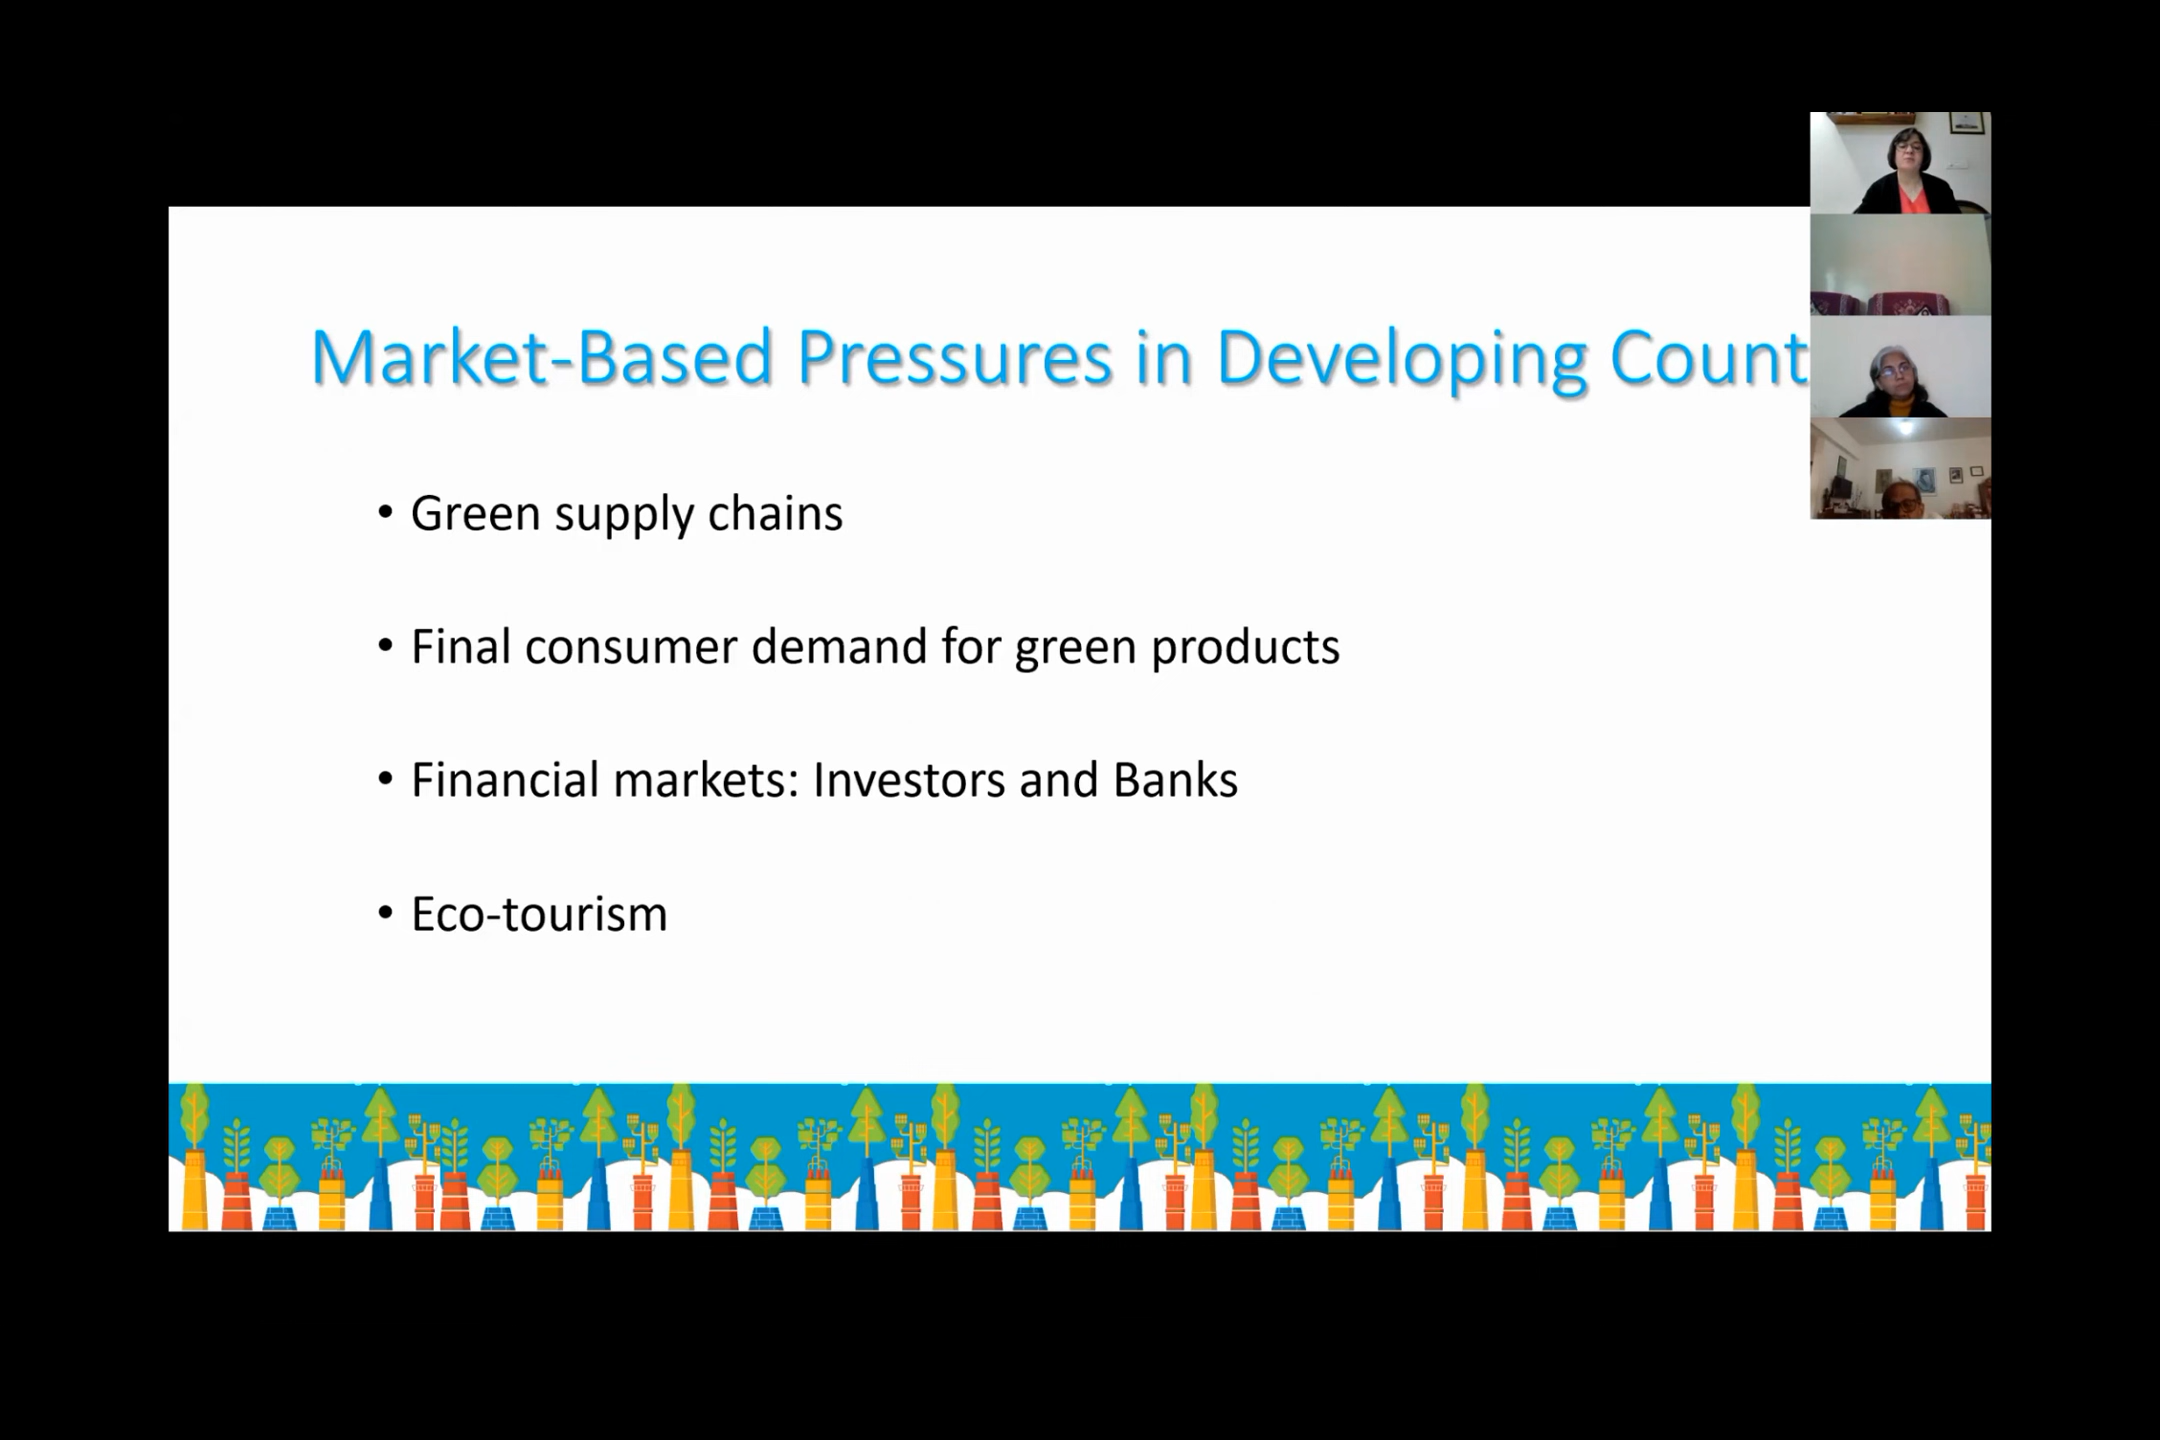 Market-Based Pressures in Developing Count
• Green supply chains
• Final consumer demand for green products
• Financial markets: Investors and Banks
• Eco-tourism